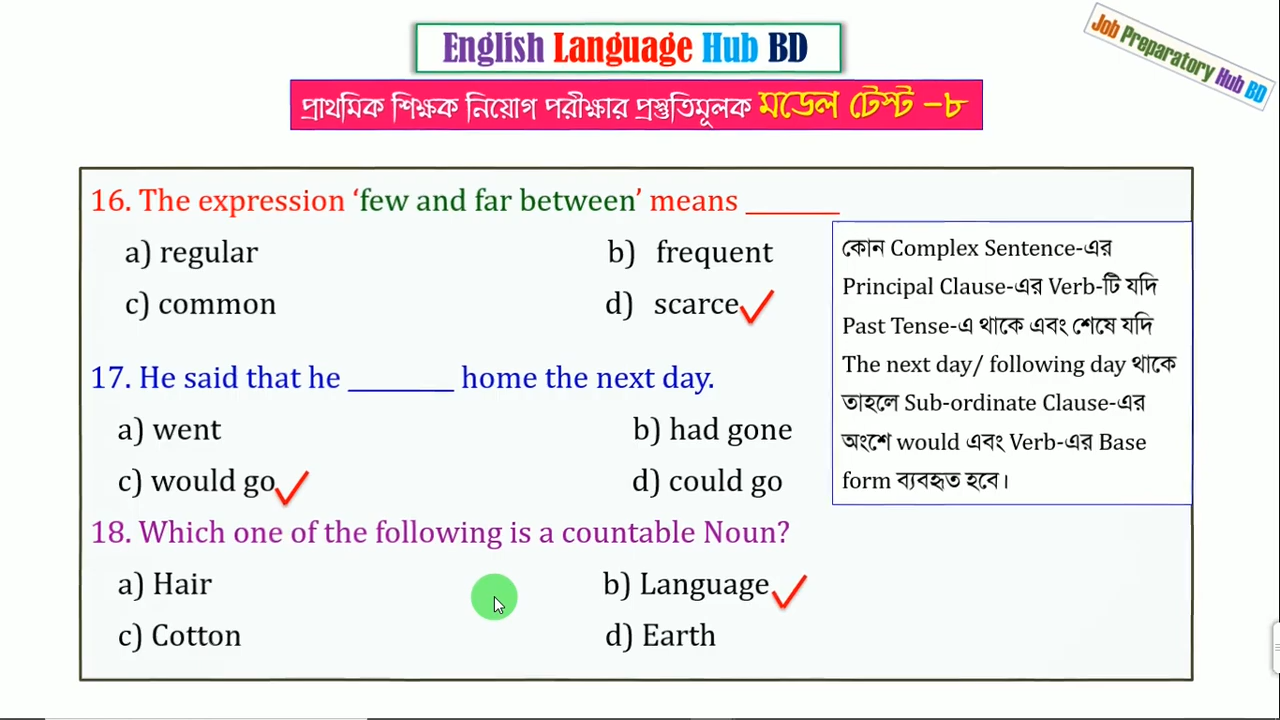 English Language Hub BD
Job Preparatory Hub BD
প্রাথমিক শিক্ষক নিয়োগ পরীক্ষার প্রস্তুতিমূলক মডেল টেস্ট –৮
16. The expression ‘few and far between’ means ________
a) regular b) frequent
c) common d) scarce
17. He said that he _________ home the next day.
a) went b) had gone
c) would go d) could go
18. Which one of the following is a countable Noun?
a) Hair b) Language
c) Cotton d) Earth
কোন Complex Sentence-এর
Principal Clause-এর Verb-টি যদি
Past Tense-এ থাকে এবং শেষে যদি
The next day/ following day থাকে
তাহলে Sub-ordinate Clause-এর
অংশে would এবং Verb-এর Base
form ব্যবহৃত হবে।